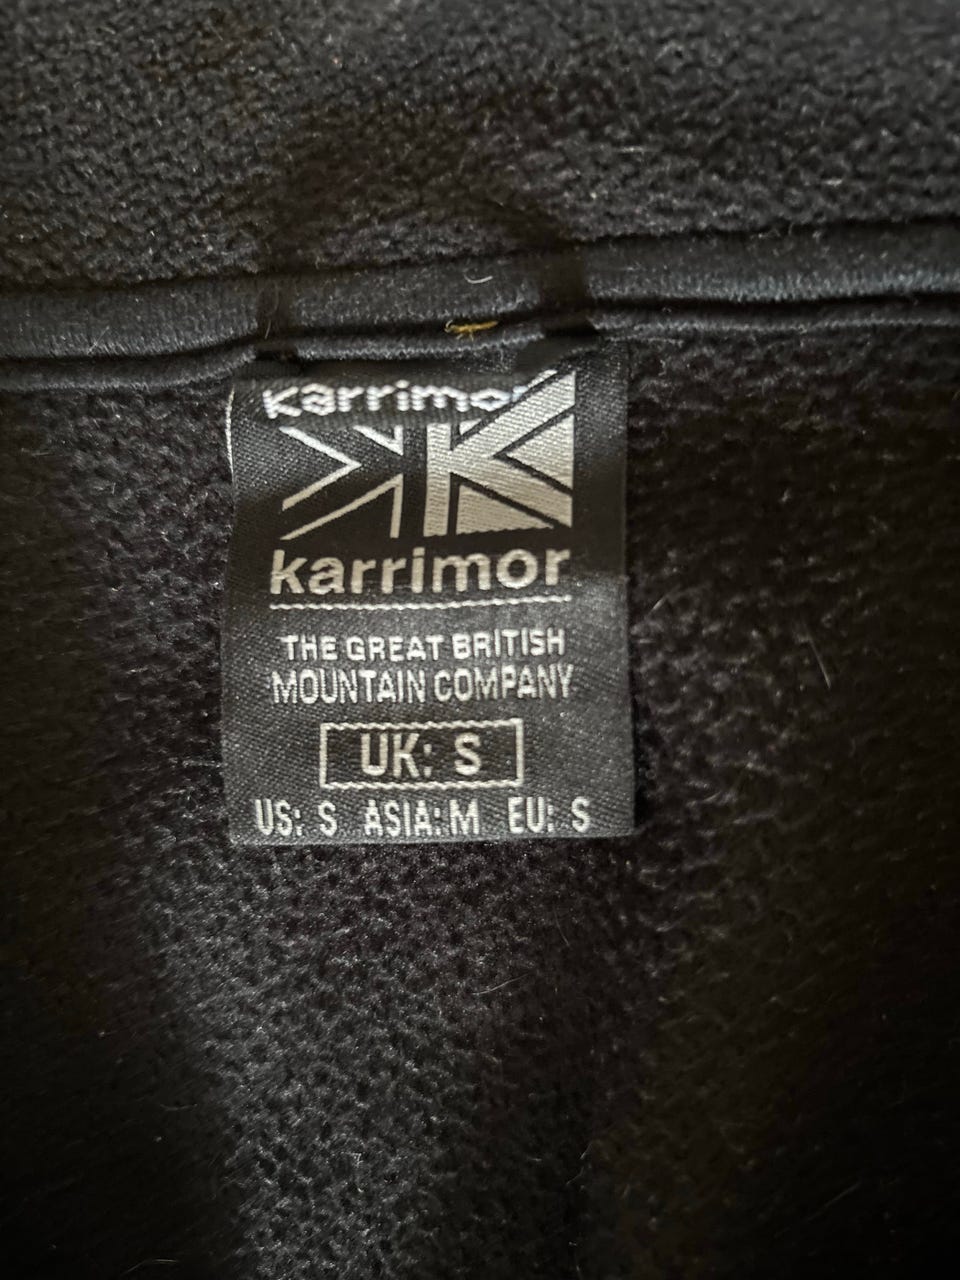 karrimor
karrimor
THE GREAT BRITISH
MOUNTAIN COMPANY
UK: S
US: S ASIA: M EU: S